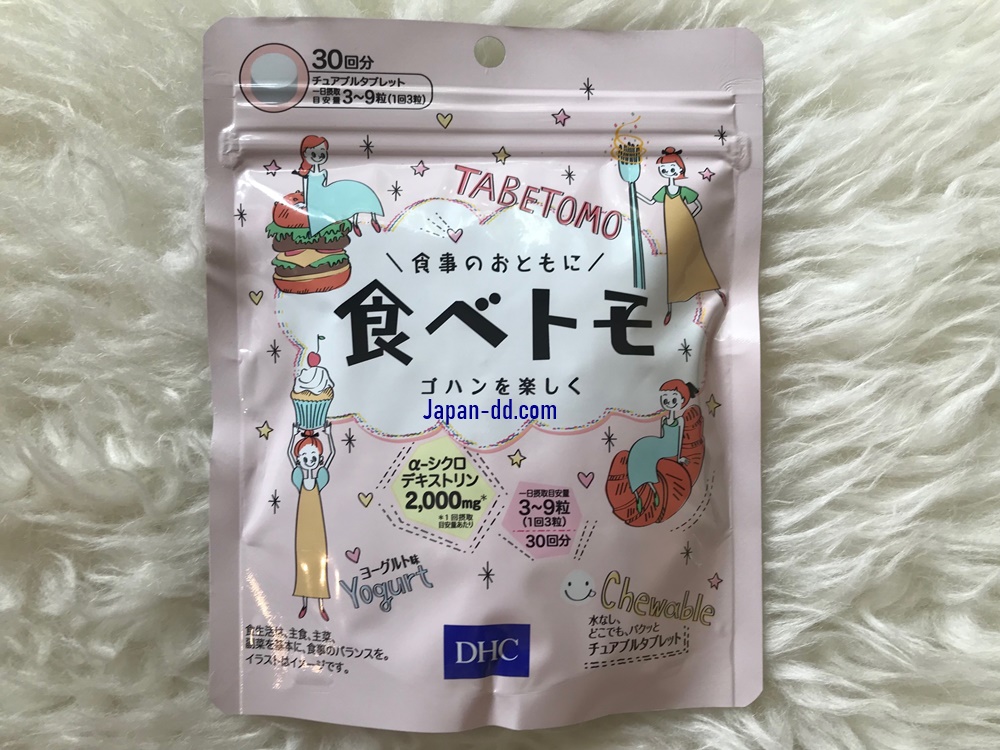 30回分
チュアブルタブレット
一日摂取目安量 3~9粒(1回3粒)
TABETOMO
\ 食事のおともに /
食べトモ
ゴハンを楽しく
Japan-dd.com
α-シクロ
デキストリン
2,000mg*
*1回摂取
目安量あたり
一日摂取目安量
3~9粒
(1回3粒)
30回分
ヨーグルト味
Yogurt
Chewable
水なし、
どこでも、パクッと
チュアブルタブレット
食生活は、主食、主菜、
副菜を基本に、食事のバランスを。
イラストはイメージです。
DHC